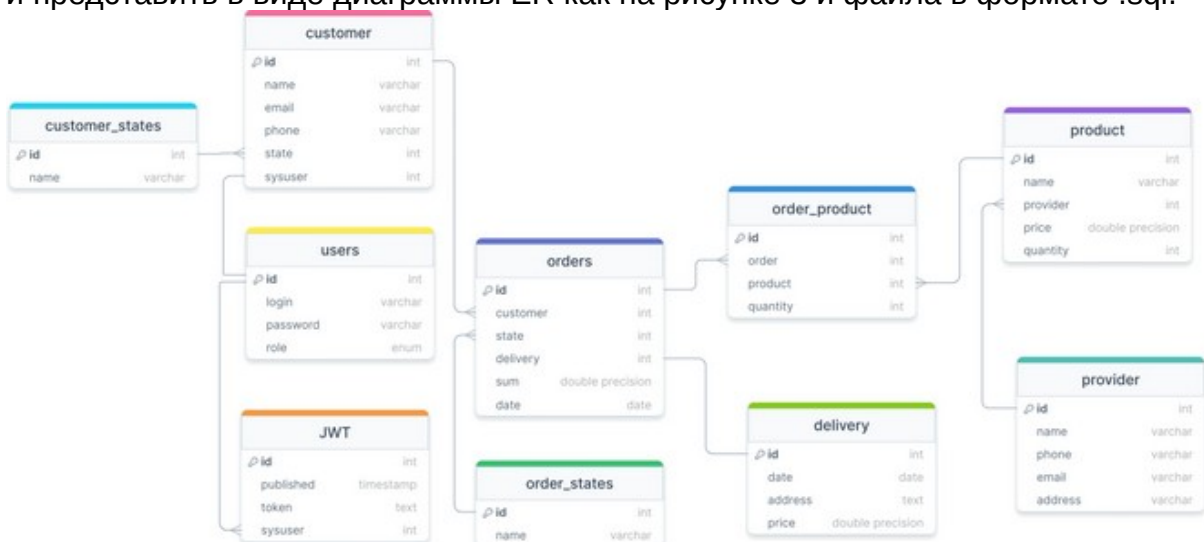 и представить в виде диаграммы ER как на рисунке 3 и файла в формате .sql.
customer
id int
name varchar
email varchar
phone varchar
state int
sysuser int
customer_states
id int
name varchar
users
id int
login varchar
password varchar
role enum
JWT
id int
published timestamp
token text
sysuser int
orders
id int
customer int
state int
delivery int
sum double precision
date date
order_states
id int
name varchar
order_product
id int
order int
product int
quantity int
delivery
id int
date date
address text
price double precision
product
id int
name varchar
provider int
price double precision
quantity int
provider
id int
name varchar
phone varchar
email varchar
address varchar